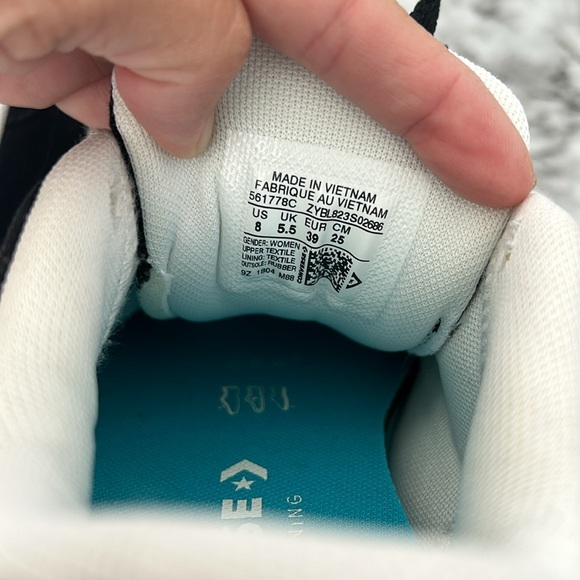 MADE IN VIETNAM
FABRIQUE AU VIETNAM
561778C ZYBL823S02686
US UK EUR CM
8 5.5 39 25
GENDER: WOMEN
UPPER: TEXTILE
LINING: TEXTILE
OUTSOLE: RUBBER
9Z 1804 M88
CONVERSE